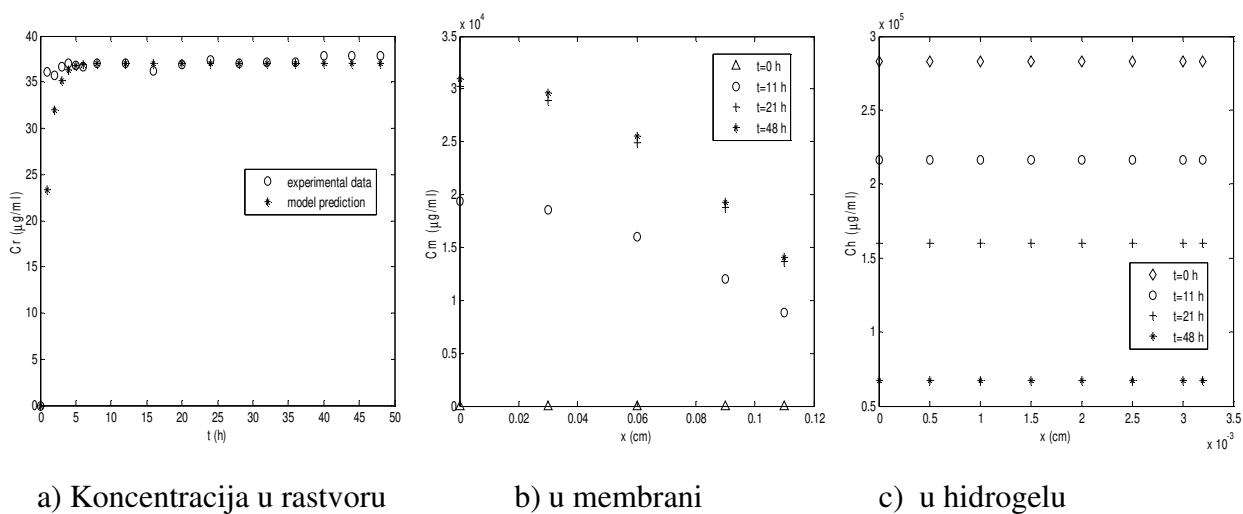 x 10⁴
x 10⁵
40
35
30
25
20
15
10
5
0
Cr (µg/ml)
experimental data
model prediction
0 5 10 15 20 25 30 35 40 45 50
t (h)
3.5
3
2.5
2
1.5
1
0.5
0
Cm (µg/ml)
t=0 h
t=11 h
t=21 h
t=48 h
0 0.02 0.04 0.06 0.08 0.1 0.12
x (cm)
3
2.5
2
1.5
1
0.5
Ch (µg/ml)
t=0 h
t=11 h
t=21 h
t=48 h
0 0.5 1 1.5 2 2.5 3 3.5
x (cm)
x 10⁻³
a) Koncentracija u rastvoru b) u membrani c) u hidrogelu